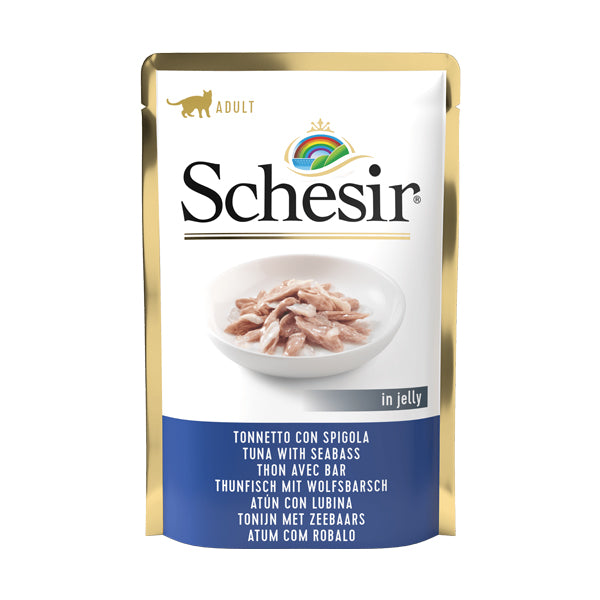 ADULT
Schesir®
in jelly
TONNETTO CON SPIGOLA
TUNA WITH SEABASS
THON AVEC BAR
THUNFISCH MIT WOLFSBARSCH
ATÚN CON LUBINA
TONIJN MET ZEEBAARS
ATUM COM ROBALO